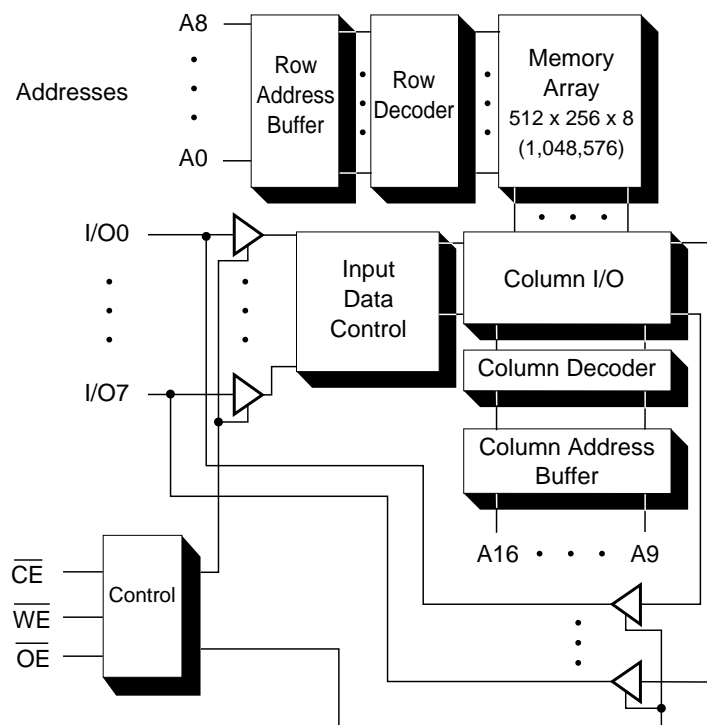 A8
Addresses
A0
Row
Address
Buffer
Row
Decoder
Memory
Array
512 x 256 x 8
(1,048,576)
I/O0
I/O7
Input
Data
Control
Column I/O
Column Decoder
Column Address
Buffer
A16
A9
CE
WE
OE
Control